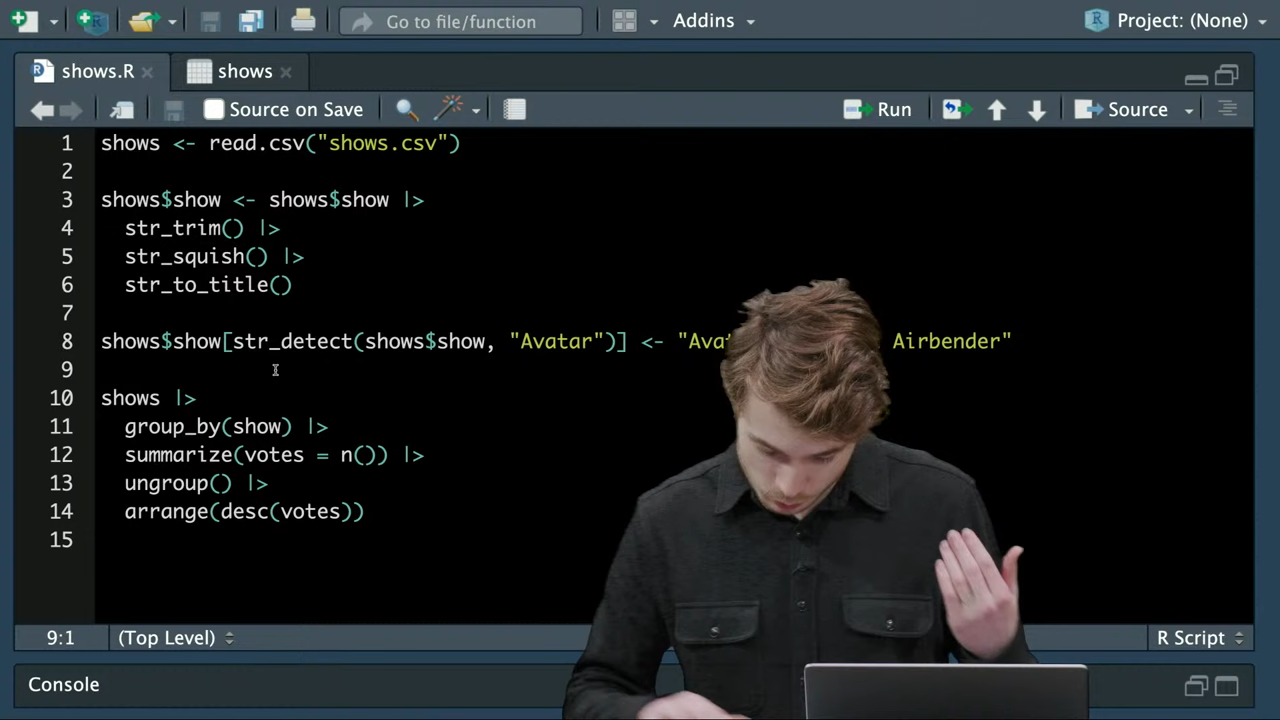 Go to file/function
Addins
Project: (None)
shows.R
shows
Source on Save
Run
Source
1 shows <- read.csv("shows.csv")
2
3 shows$show <- shows$show |>
4 str_trim() |>
5 str_squish() |>
6 str_to_title()
7
8 shows$show[str_detect(shows$show, "Avatar")] <- "Ava Airbender"
9
10 shows |>
11 group_by(show) |>
12 summarize(votes = n()) |>
13 ungroup() |>
14 arrange(desc(votes))
15
9:1 (Top Level) R Script
Console